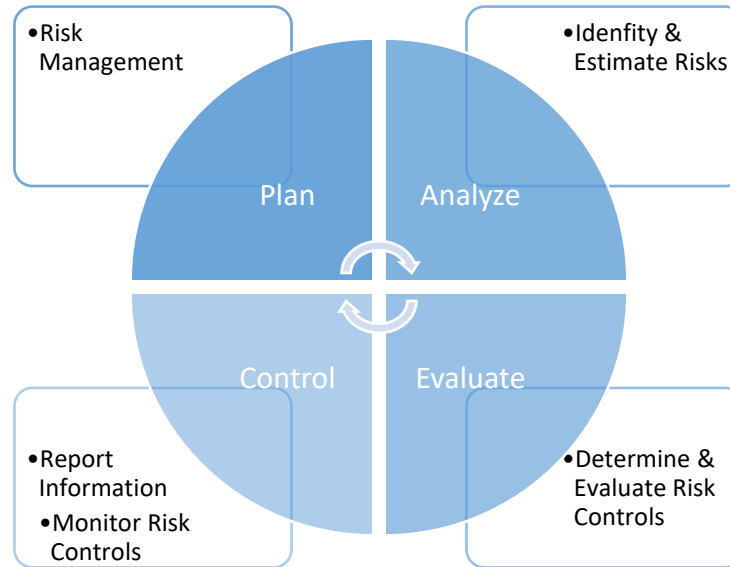 •Risk
Management
•Idenfity &
Estimate Risks
Plan
Analyze
Control
Evaluate
•Report
Information
•Monitor Risk
Controls
•Determine &
Evaluate Risk
Controls